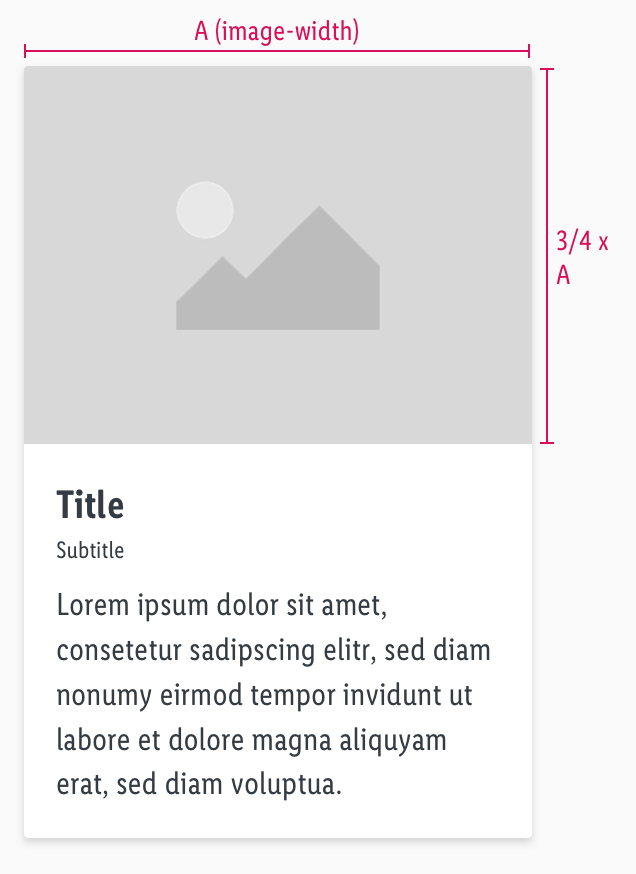 A (image-width)
3/4 x
A
Title
Subtitle
Lorem ipsum dolor sit amet,
consetetur sadipscing elitr, sed diam
nonumy eirmod tempor invidunt ut
labore et dolore magna aliquyam
erat, sed diam voluptua.